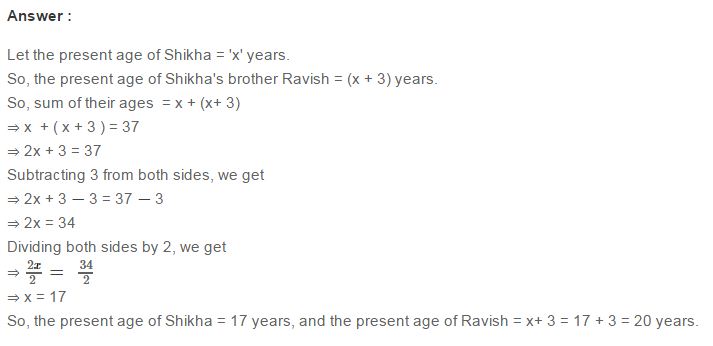 Answer :
Let the present age of Shikha = 'x' years.
So, the present age of Shikha's brother Ravish = (x + 3) years.
So, sum of their ages = x + (x+ 3)
⇒ x + ( x + 3 ) = 37
⇒ 2x + 3 = 37
Subtracting 3 from both sides, we get
⇒ 2x + 3 — 3 = 37 — 3
⇒ 2x = 34
Dividing both sides by 2, we get
⇒ 2x/2 = 34/2
⇒ x = 17
So, the present age of Shikha = 17 years, and the present age of Ravish = x+ 3 = 17 + 3 = 20 years.